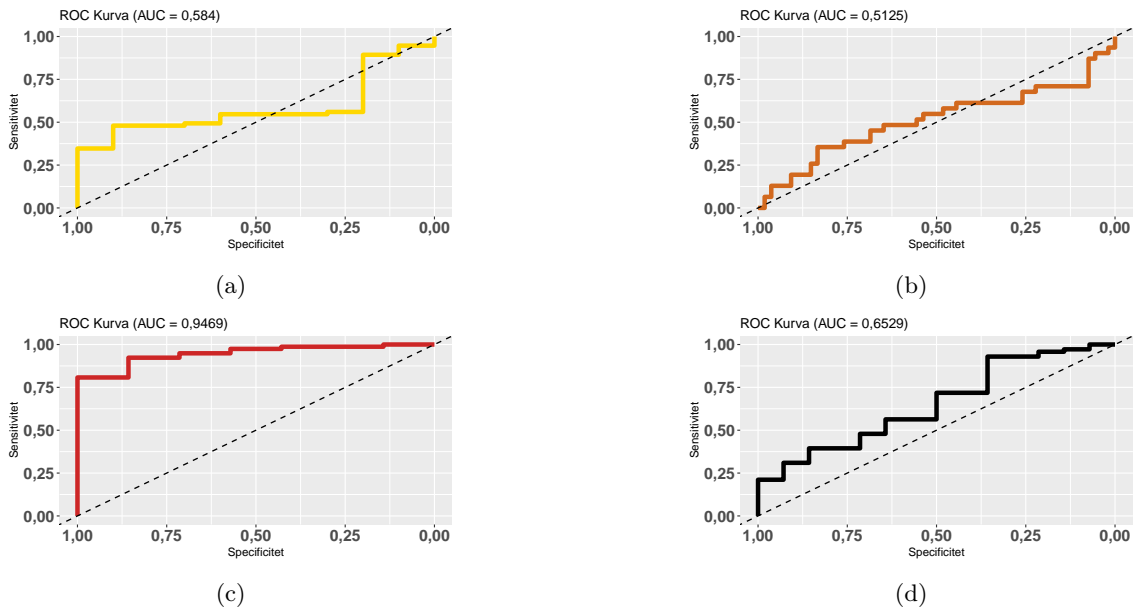 ROC Kurva (AUC = 0,584)
1,00
0,75
0,50
0,25
0,00
Sensitivitet
1,00 0,75 0,50 0,25 0,00
Specificitet
(a)
ROC Kurva (AUC = 0,5125)
1,00
0,75
0,50
0,25
0,00
Sensitivitet
1,00 0,75 0,50 0,25 0,00
Specificitet
(b)
ROC Kurva (AUC = 0,9469)
1,00
0,75
0,50
0,25
0,00
Sensitivitet
1,00 0,75 0,50 0,25 0,00
Specificitet
(c)
ROC Kurva (AUC = 0,6529)
1,00
0,75
0,50
0,25
0,00
Sensitivitet
1,00 0,75 0,50 0,25 0,00
Specificitet
(d)